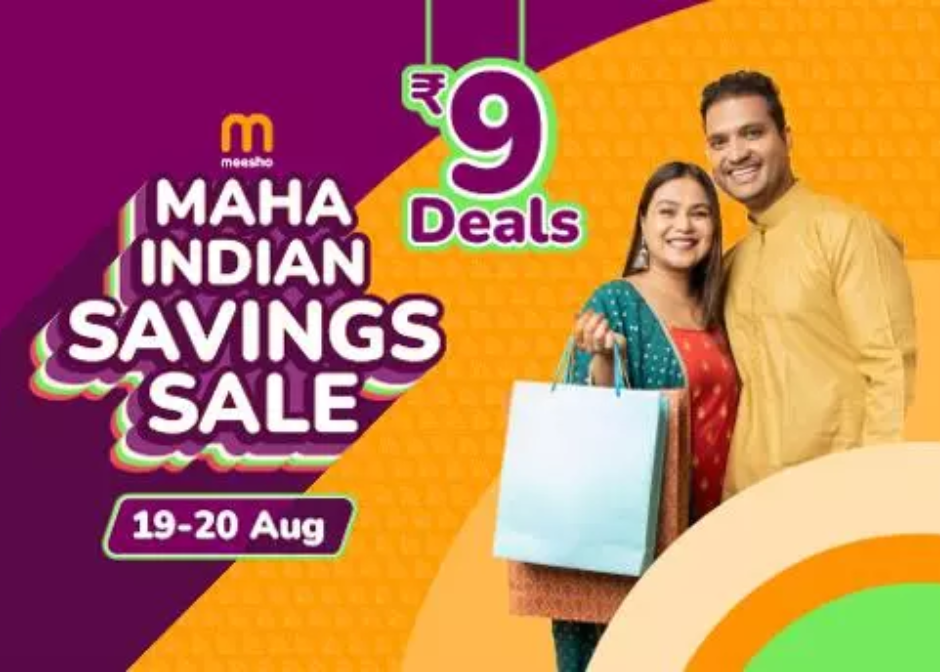 meesho
MAHA
INDIAN
SAVINGS
SALE
19-20 Aug
₹9
Deals